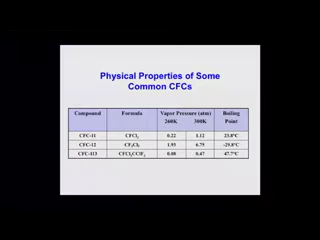 Physical Properties of Some
Common CFCs
Compound Formula Vapor Pressure (atm) Boiling
260K 300K Point
CFC-11 CFCl3 0.22 1.12 23.8°C
CFC-12 CF2Cl2 1.93 6.79 -29.8°C
CFC-113 CFCl2CClF2 0.08 0.47 47.7°C